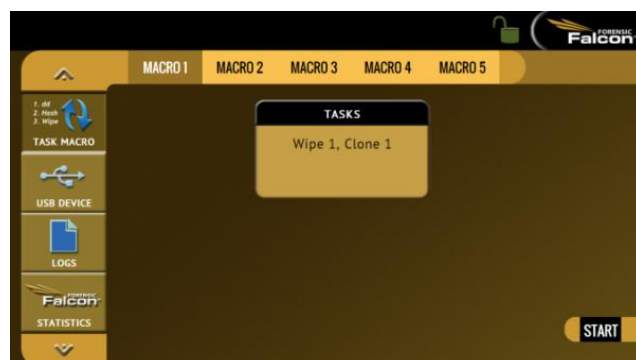 FORENSIC
Falcon
MACRO 1 MACRO 2 MACRO 3 MACRO 4 MACRO 5
1. dd
2. Hash
3. Wipe
TASK MACRO
TASKS
Wipe 1, Clone 1
USB DEVICE
LOGS
FORENSIC
Falcon
STATISTICS
START